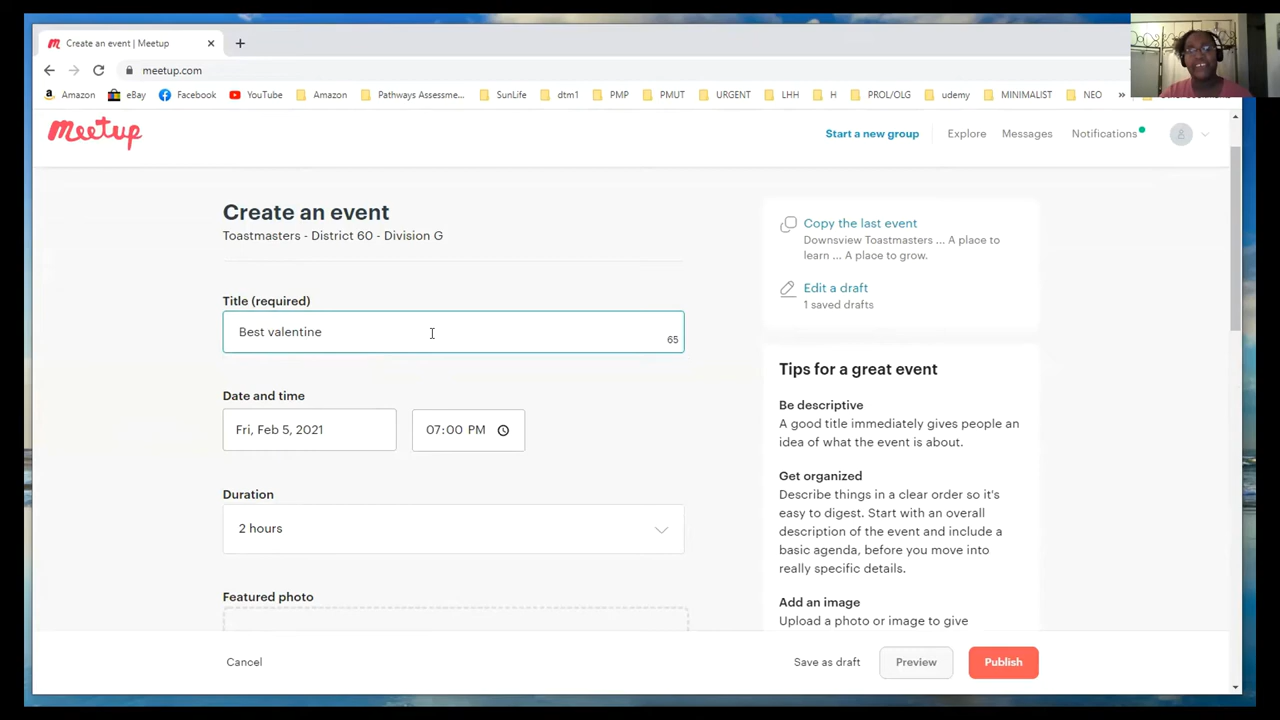 Create an event | Meetup
meetup.com
Amazon eBay Facebook YouTube Amazon Pathways Assessme... SunLife dtm1 PMP PMUT URGENT LHH H PROL/OLG udemy MINIMALIST NEO »
meetup
Start a new group Explore Messages Notifications
Create an event
Toastmasters - District 60 - Division G
Title (required)
Best valentine
65
Date and time
Fri, Feb 5, 2021 07:00 PM
Duration
2 hours
Featured photo
Copy the last event
Downsview Toastmasters ... A place to
learn ... A place to grow.
Edit a draft
1 saved drafts
Tips for a great event
Be descriptive
A good title immediately gives people an
idea of what the event is about.
Get organized
Describe things in a clear order so it's
easy to digest. Start with an overall
description of the event and include a
basic agenda, before you move into
really specific details.
Add an image
Upload a photo or image to give
Cancel Save as draft Preview Publish